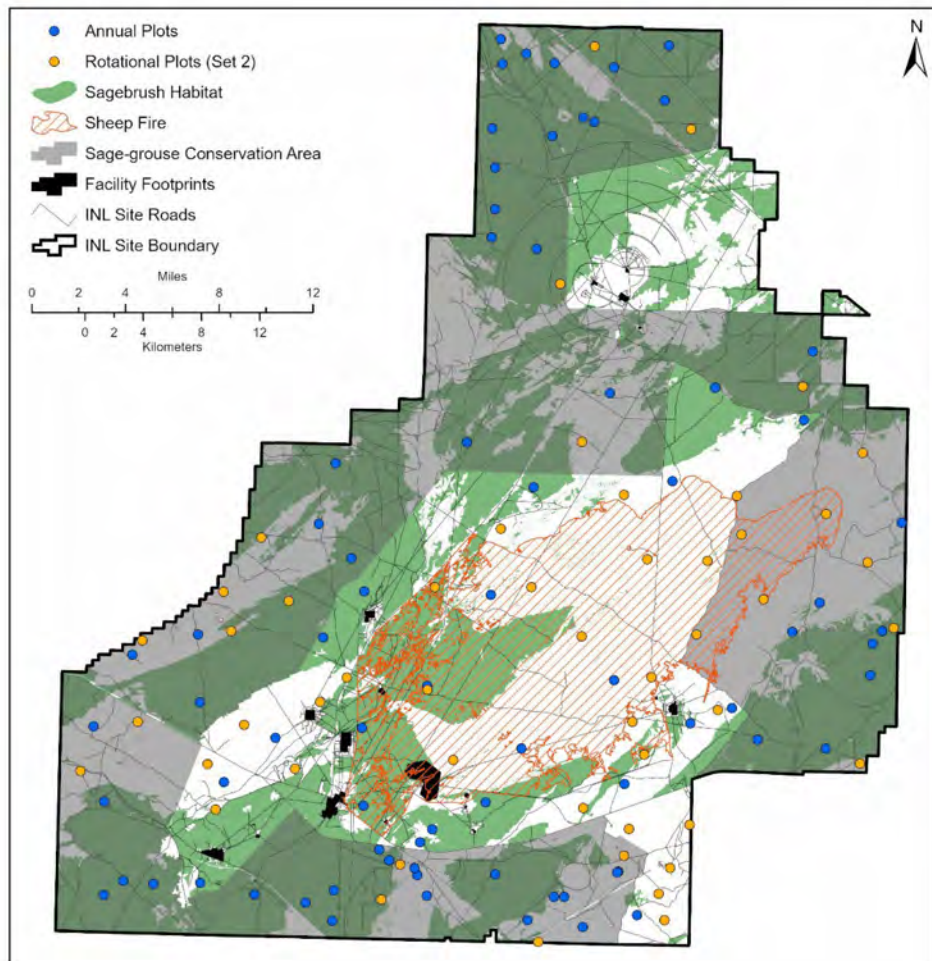 Annual Plots
Rotational Plots (Set 2)
Sagebrush Habitat
Sheep Fire
Sage-grouse Conservation Area
Facility Footprints
INL Site Roads
INL Site Boundary
Miles
0 2 4 8 12
0 2 4 8 12
Kilometers
N